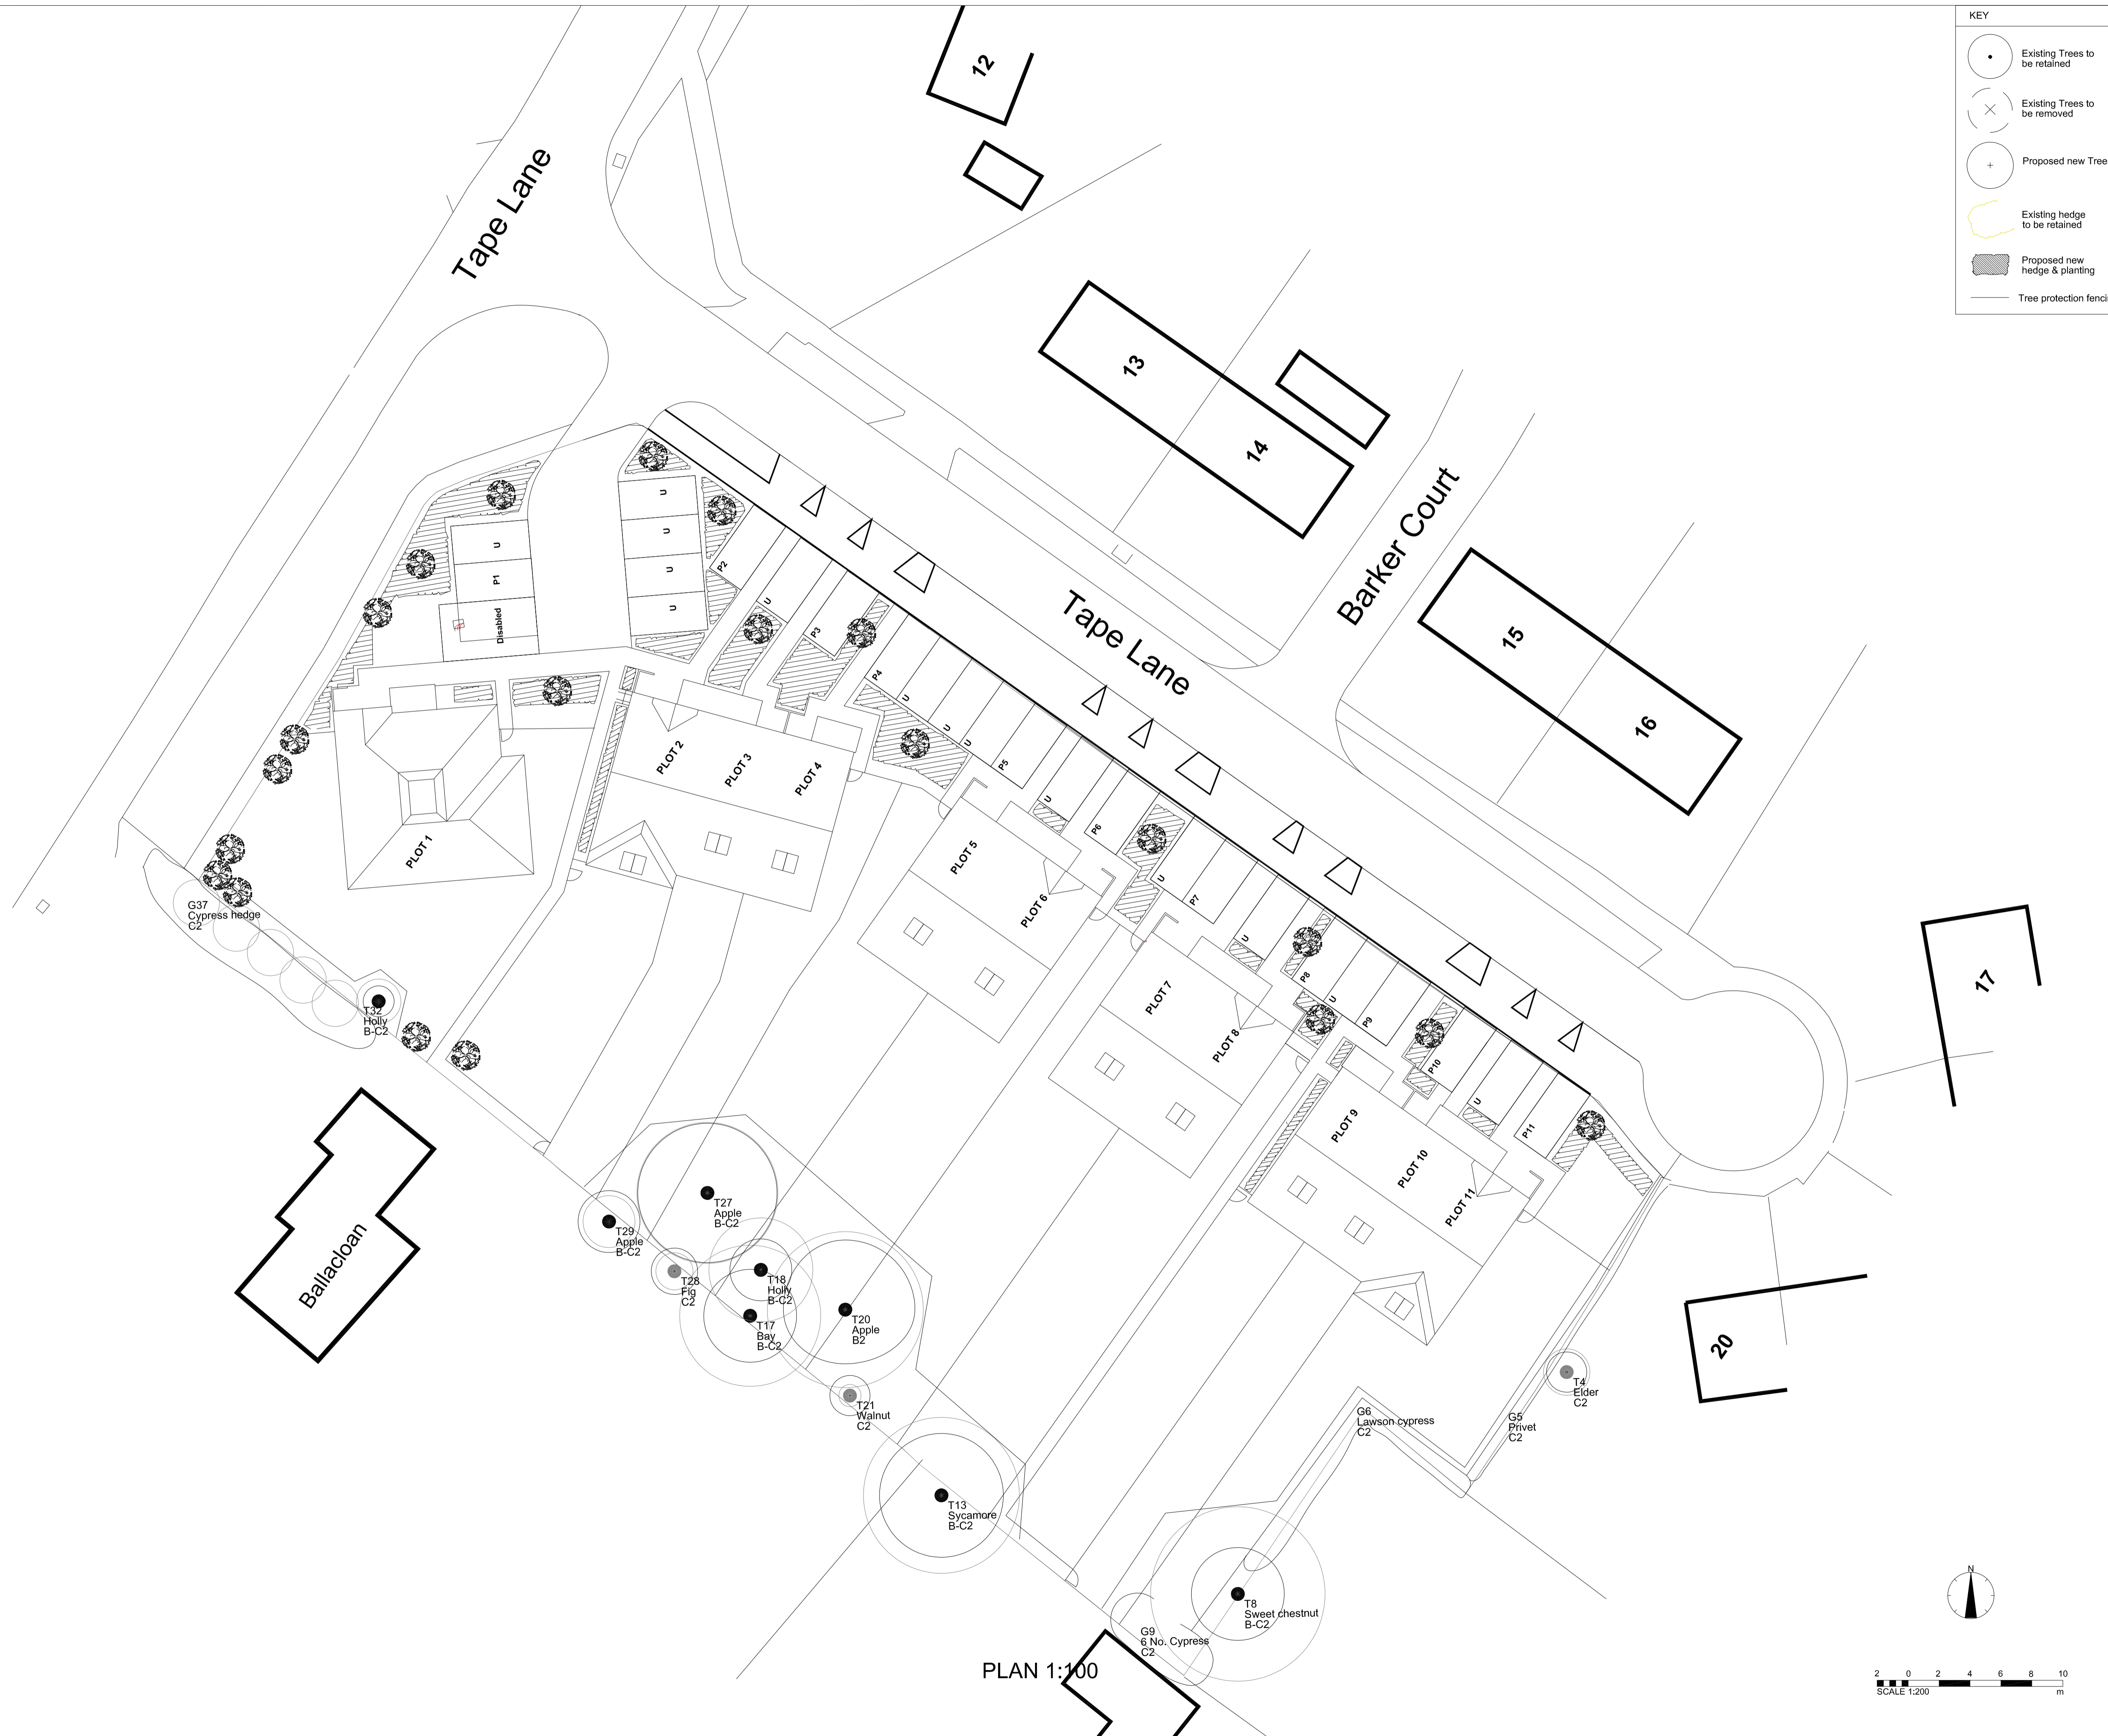 KEY
Existing Trees to
be retained
Existing Trees to
be removed
Proposed new Tree
Existing hedge
to be retained
Proposed new
hedge & planting
Tree protection
12
Tape Lane
13
14
Barker Court
Tape Lane
15
16
17
20
U
U
U
U
U
P1
Disabled
P2
U
P3
P4
U
U
U
P5
U
P6
U
P7
U
P8
U
P9
P10
U
P11
PLOT 1
PLOT 2
PLOT 3
PLOT 4
PLOT 5
PLOT 6
PLOT 7
PLOT 8
PLOT 9
PLOT 10
PLOT 11
G37
Cypress hedge
C2
T32
Holly
B-C2
Ballacloan
T27
Apple
B-C2
T29
Apple
B-C2
T28
Fig
C2
T18
Holly
B-C2
T17
Bay
B-C2
T20
Apple
B2
T21
Walnut
C2
T13
Sycamore
B-C2
T4
Elder
C2
G6
Lawson cypress
C2
G5
Privet
C2
T8
Sweet chestnut
B-C2
G9
6 No. Cypress
C2
PLAN 1:100
N
2 0 2 4 6 8 10
SCALE 1:200 m